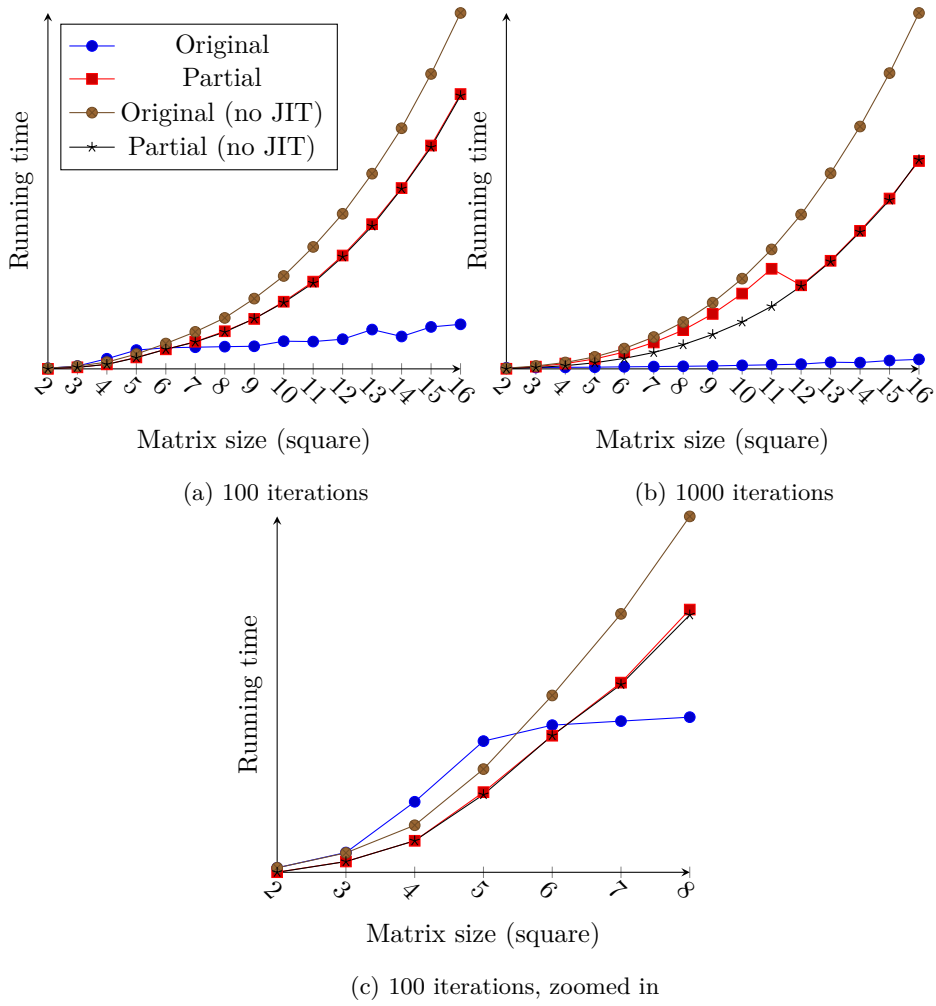 Original
Partial
Original (no JIT)
Partial (no JIT)
Running time
2 3 4 5 6 7 8 9 10 11 12 13 14 15 16
Matrix size (square)
(a) 100 iterations
Running time
2 3 4 5 6 7 8 9 10 11 12 13 14 15 16
Matrix size (square)
(b) 1000 iterations
Running time
2 3 4 5 6 7 8
Matrix size (square)
(c) 100 iterations, zoomed in